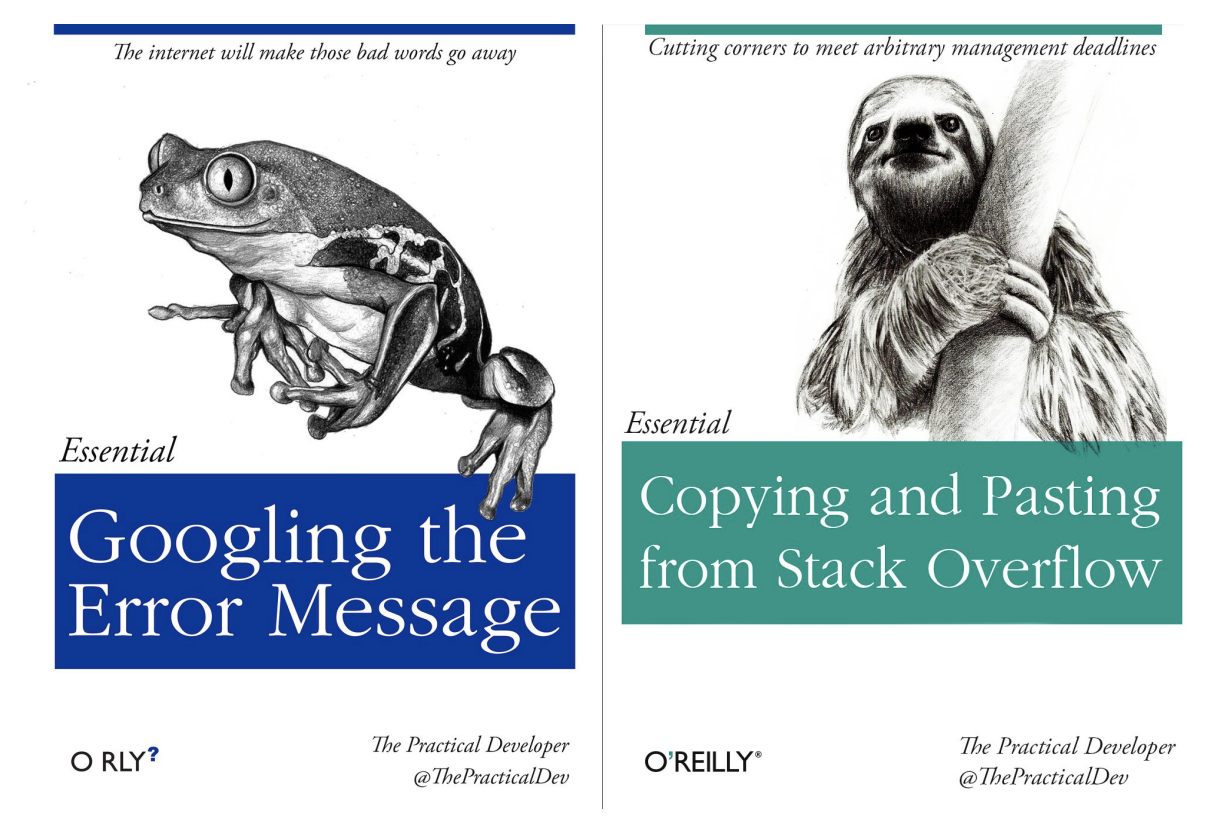 The internet will make those bad words go away
Essential
Googling the
Error Message
O RLY?
The Practical Developer
@ThePracticalDev
Cutting corners to meet arbitrary management deadlines
Essential
Copying and Pasting
from Stack Overflow
O'REILLY®
The Practical Developer
@ThePracticalDev